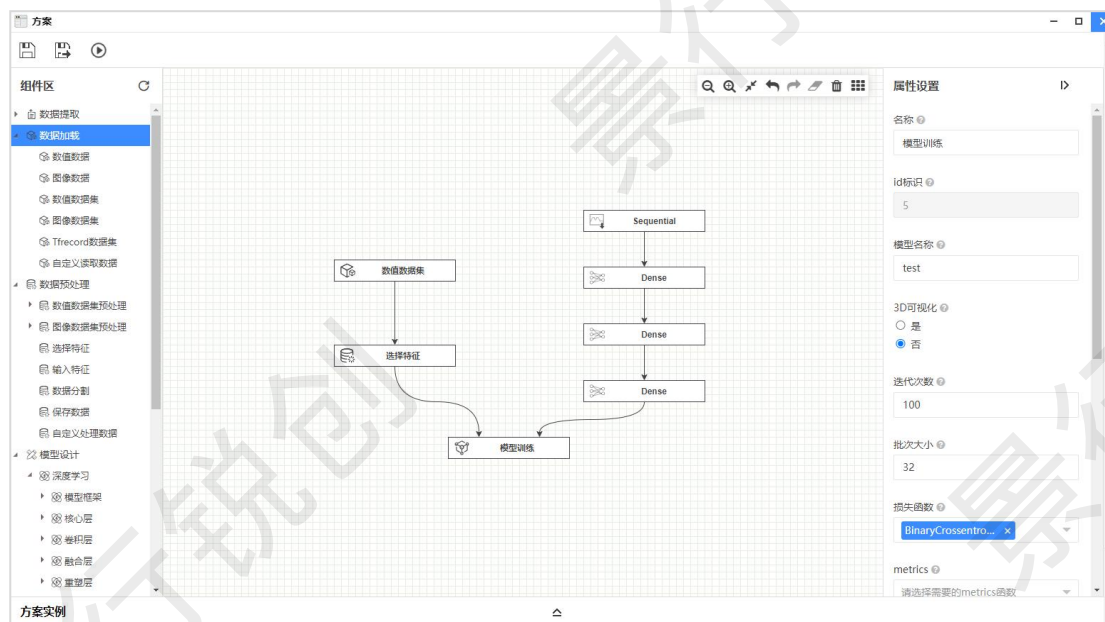 方案
组件区
数据提取
数据加载
数值数据
图像数据
数值数据集
图像数据集
Tfrecord数据集
自定义读取数据
数据预处理
数值数据集预处理
图像数据集预处理
选择特征
输入特征
数据分割
保存数据
自定义处理数据
模型设计
深度学习
模型框架
核心层
卷积层
融合层
重塑层
方案实例
数值数据集
选择特征
模型训练
Sequential
Dense
Dense
Dense
属性设置
名称
模型训练
id标识
5
模型名称
test
3D可视化
是
否
迭代次数
100
批次大小
32
损失函数
BinaryCrossentro... ×
metrics
请选择需要的metrics函数
景行
行锐创
景行